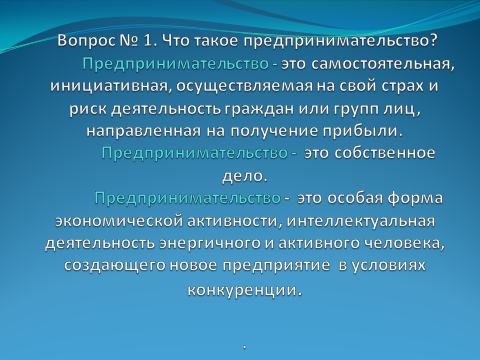 Вопрос № 1. Что такое предпринимательство?
Предпринимательство - это самостоятельная,
инициативная, осуществляемая на свой страх и
риск деятельность граждан или групп лиц,
направленная на получение прибыли.
Предпринимательство - это собственное
дело.
Предпринимательство - это особая форма
экономической активности, интеллектуальная
деятельность энергичного и активного человека,
создающего новое предприятие в условиях
конкуренции.
.